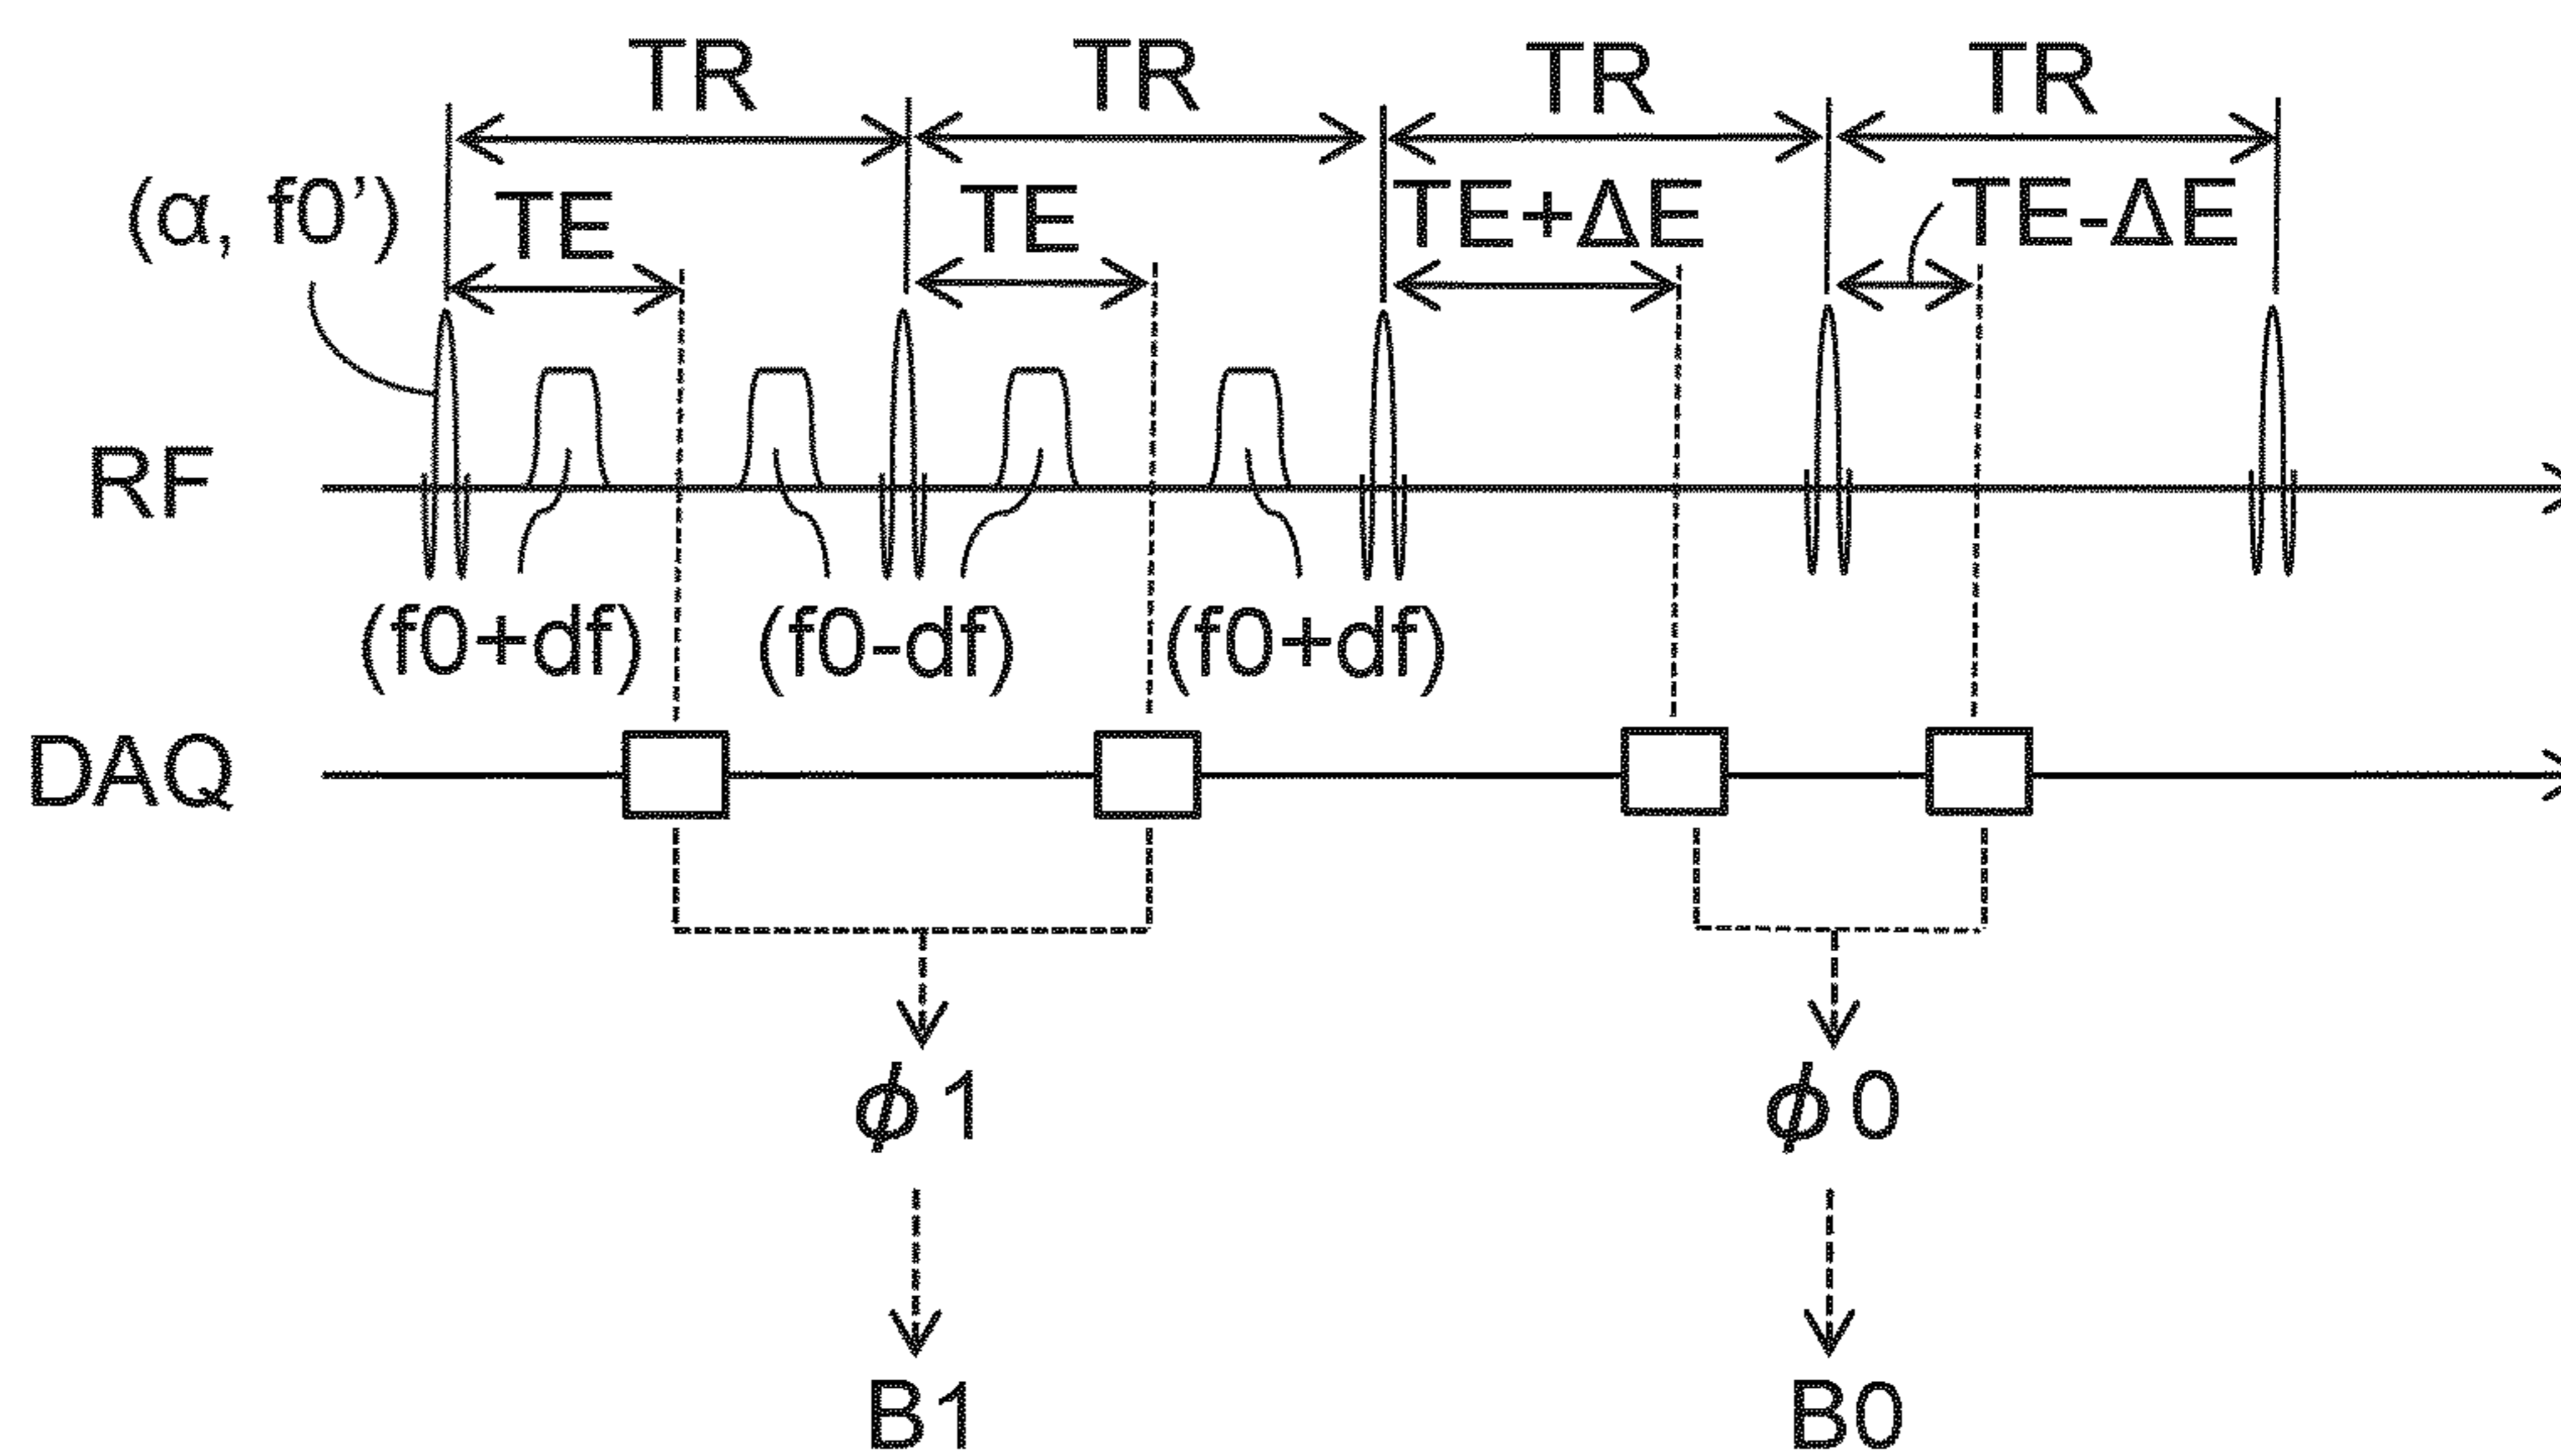 TR TR TR TR
(α, f0’) TE TE TE+ΔE TE-ΔE
RF
(f0+df) (f0-df) (f0+df)
DAQ
ϕ1 ϕ0
B1 B0